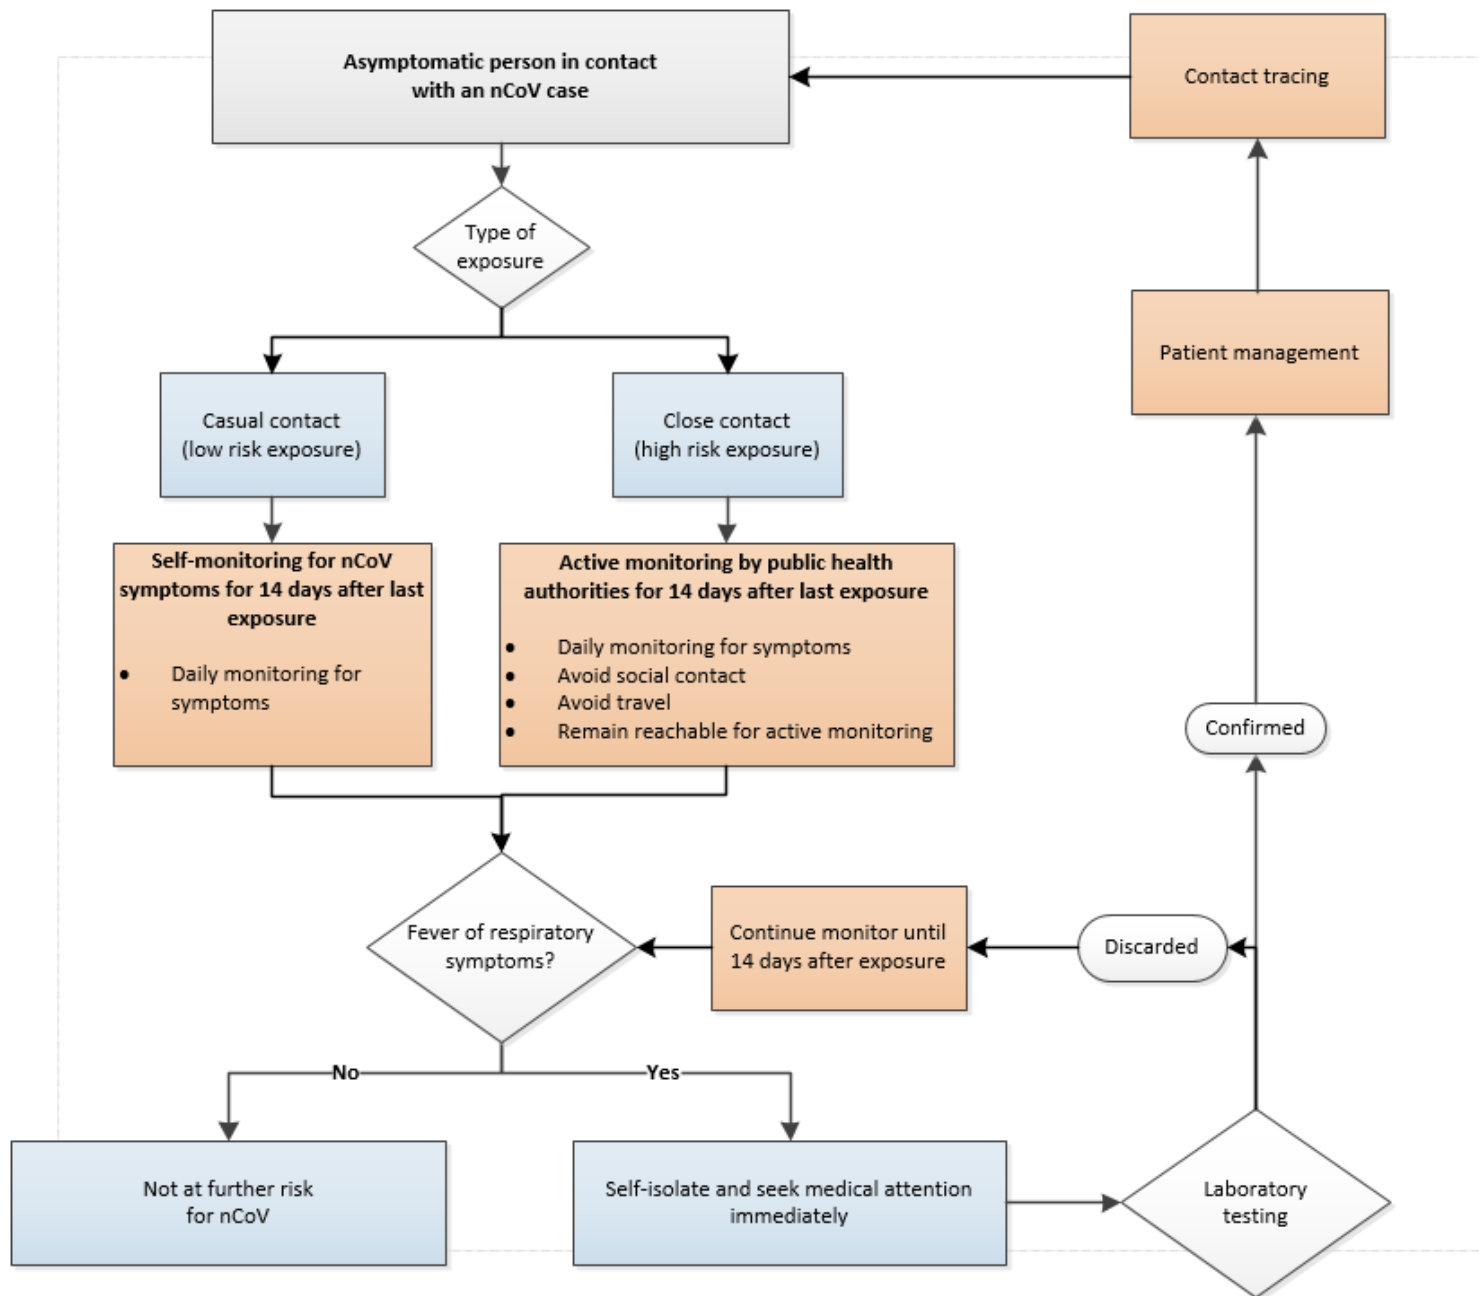 Asymptomatic person in contact
with an nCoV case
Contact tracing
Type of
exposure
Patient management
Casual contact
(low risk exposure)
Close contact
(high risk exposure)
Self-monitoring for nCoV
symptoms for 14 days after last
exposure
• Daily monitoring for
symptoms
Active monitoring by public health
authorities for 14 days after last exposure
• Daily monitoring for symptoms
• Avoid social contact
• Avoid travel
• Remain reachable for active monitoring
Confirmed
Fever of respiratory
symptoms?
Continue monitor until
14 days after exposure
Discarded
No
Yes
Not at further risk
for nCoV
Self-isolate and seek medical attention
immediately
Laboratory
testing